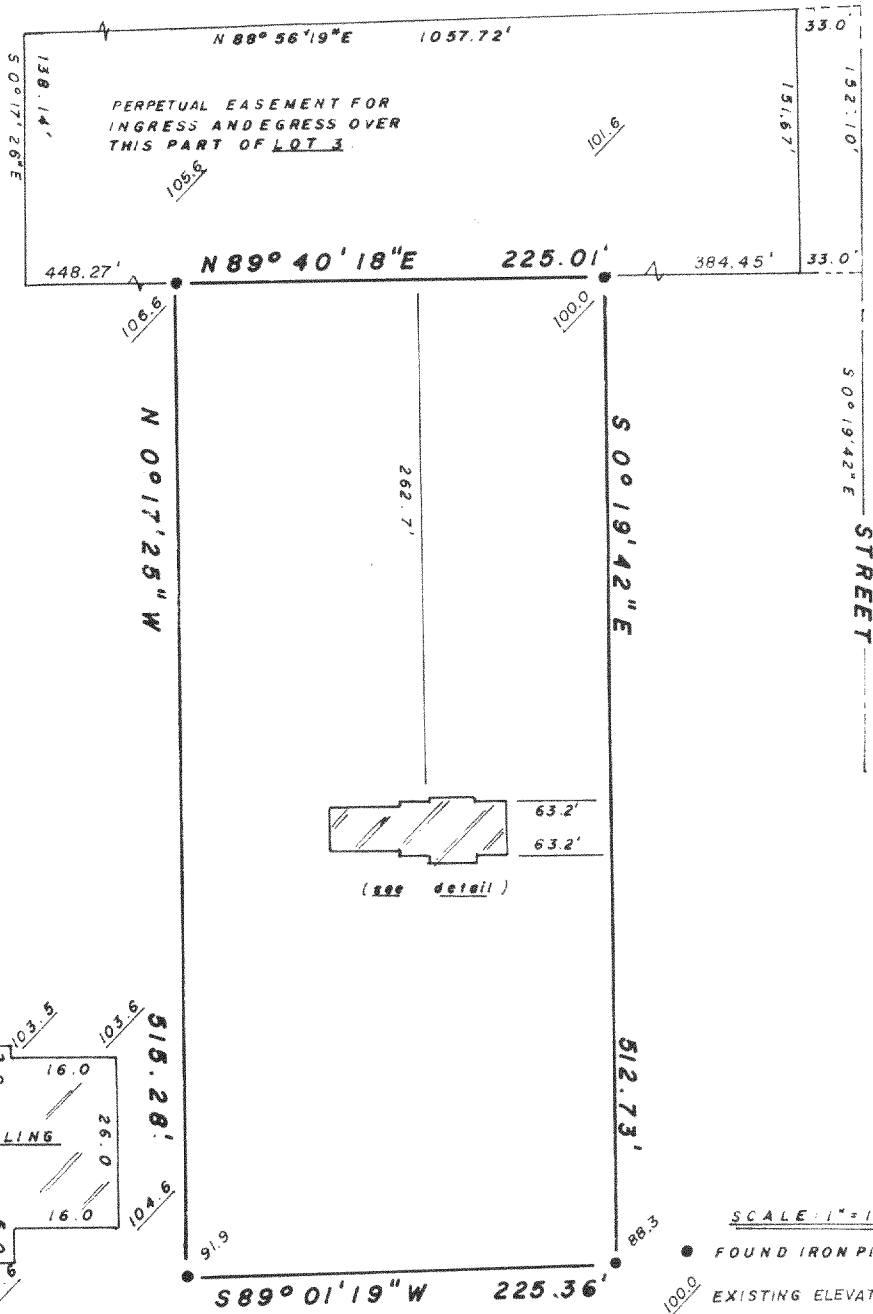 N 88° 56' 19" E 1057.72'
33.0'
S 0° 17' 26" E
138.14'
151.67'
152.10'
PERPETUAL EASEMENT FOR
INGRESS AND EGRESS OVER
THIS PART OF LOT 3
105.6
101.6
448.27'
N 89° 40' 18" E 225.01'
384.45'
33.0'
106.6
100.0
N 0° 17' 25" W
262.7'
S 0° 19' 42" E
S 0° 19' 42" E
STREET
63.2'
63.2'
(see detail)
103.5
103.6
16.0
LING
26.0
16.0
104.6
515.28'
512.73'
91.9
88.3
S 89° 01' 19" W 225.36'
SCALE: 1" = 1
FOUND IRON PI
100.0 EXISTING ELEVAT